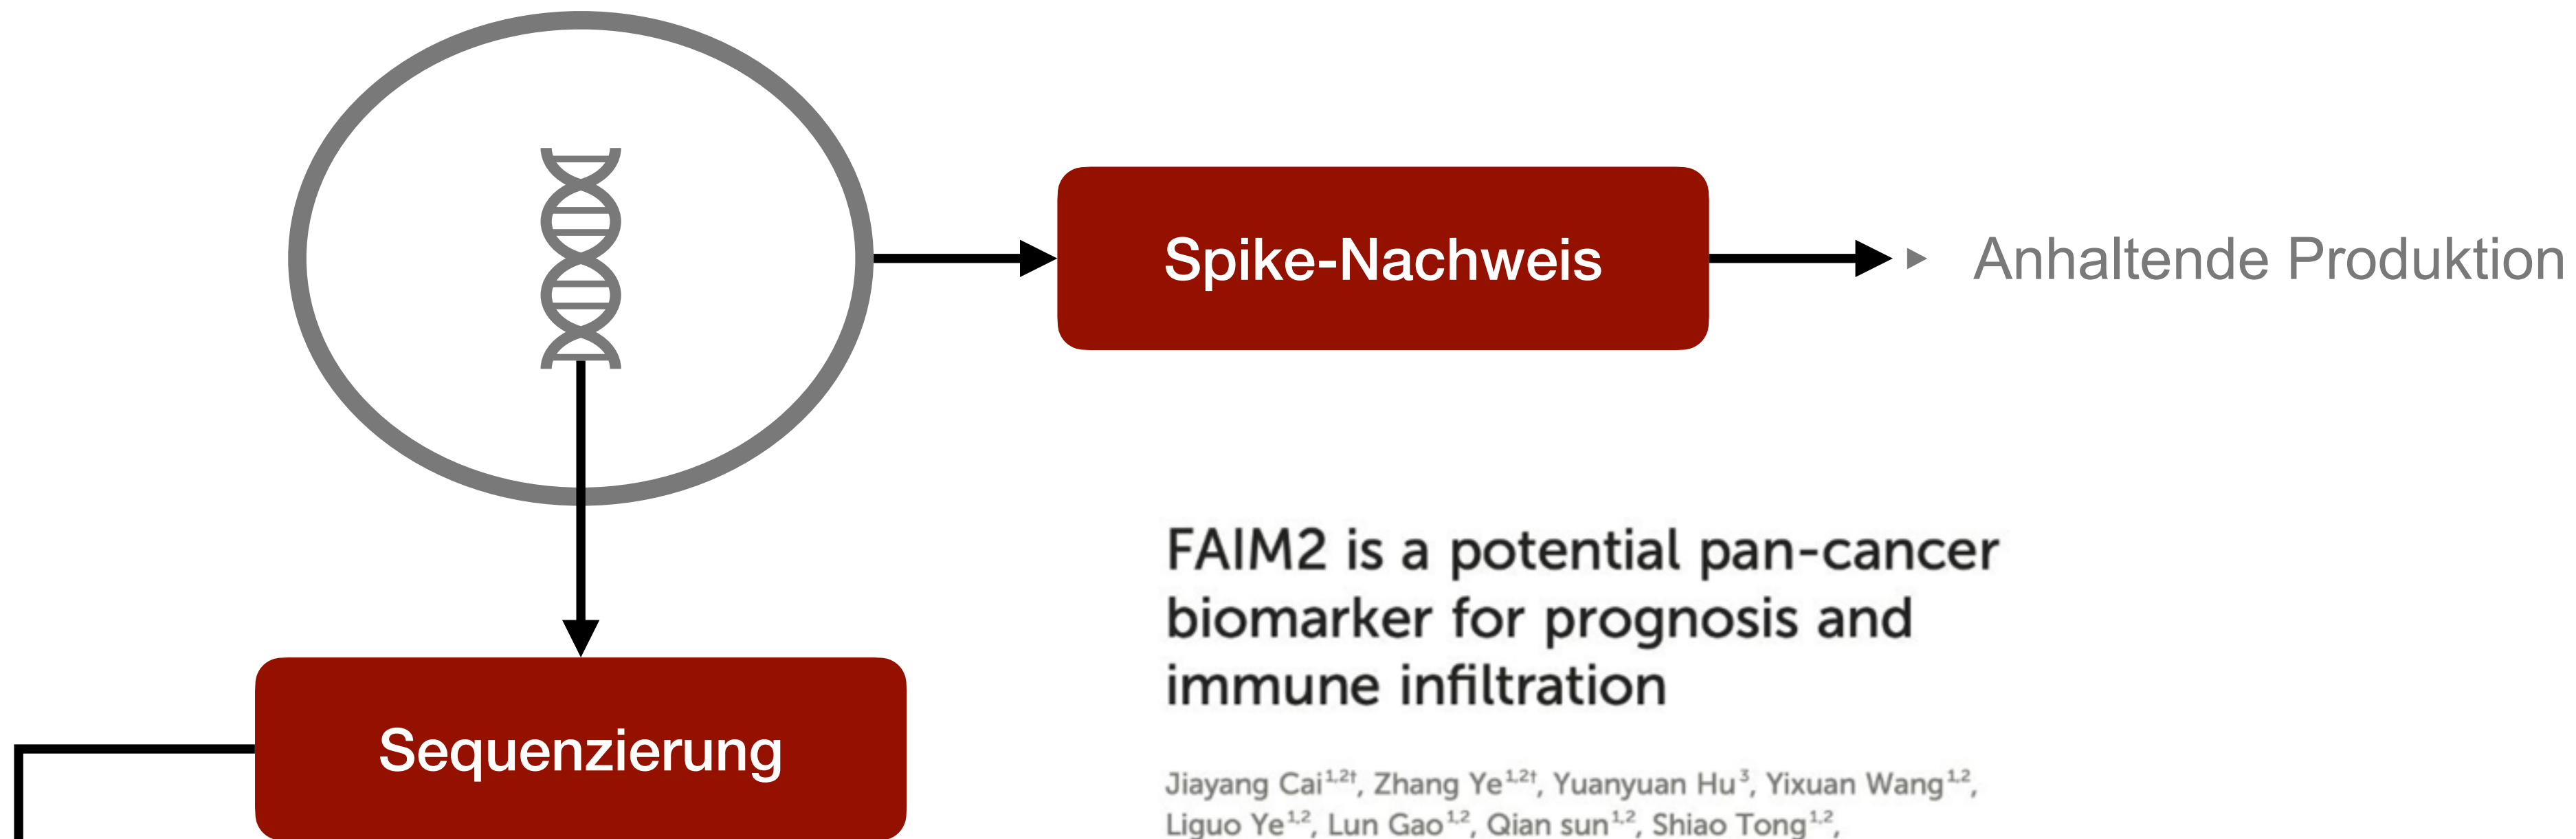 Spike-Nachweis
Anhaltende Produktion
FAIM2 is a potential pan-cancer
biomarker for prognosis and
immune infiltration
Sequenzierung
Jiayang Cai¹,²†, Zhang Ye¹,²†, Yuanyuan Hu³, Yixuan Wang¹,²,
Liguo Ye¹,², Lun Gao¹,², Qian sun¹,², Shiao Tong¹,²,